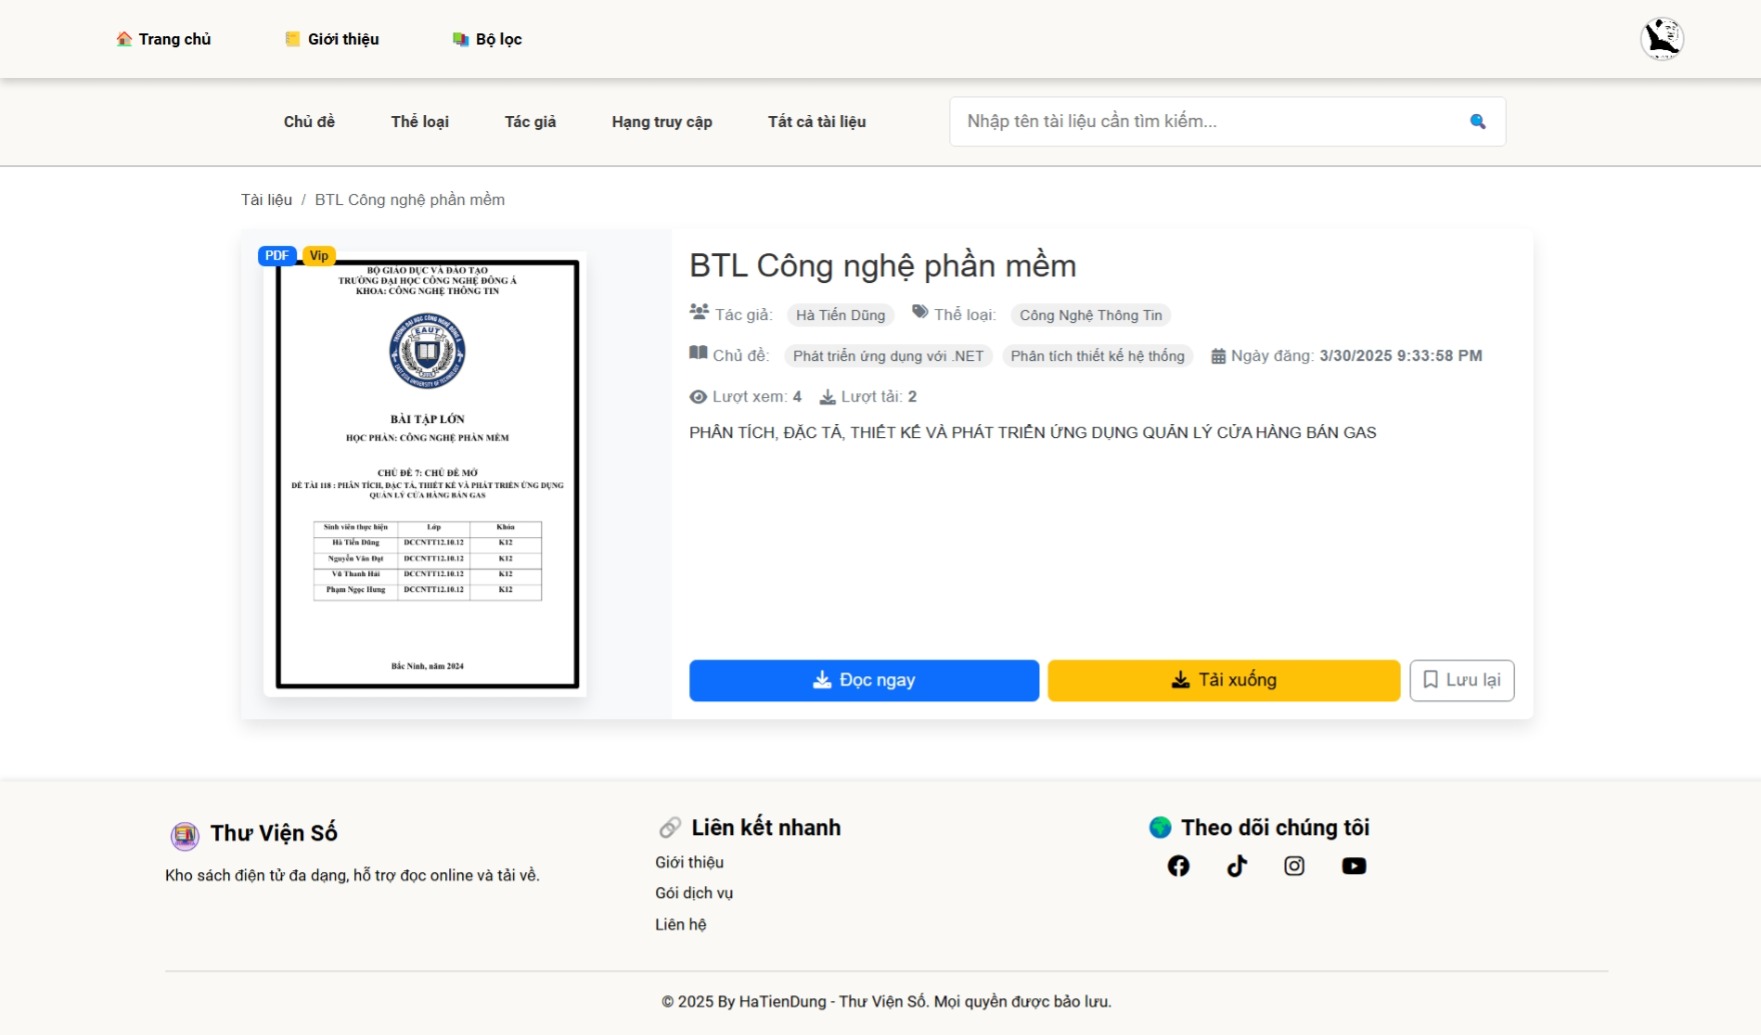 Trang chủ
Giới thiệu
Bộ lọc
Chủ đề
Thể loại
Tác giả
Hạng truy cập
Tất cả tài liệu
Nhập tên tài liệu cần tìm kiếm...
Tài liệu / BTL Công nghệ phần mềm
PDF
Vip
BỘ GIÁO DỤC VÀ ĐÀO TẠO
TRƯỜNG ĐẠI HỌC CÔNG NGHỆ ĐÔNG Á
KHOA: CÔNG NGHỆ THÔNG TIN
EAUT
BÀI TẬP LỚN
HỌC PHẦN: CÔNG NGHỆ PHẦN MỀM
CHỦ ĐỀ 7: CHỦ ĐỀ MỞ
ĐỀ TÀI 118 : PHÂN TÍCH, ĐẶC TẢ, THIẾT KẾ VÀ PHÁT TRIỂN ỨNG DỤNG
QUẢN LÝ CỬA HÀNG BÁN GAS
Sinh viên thực hiện Lớp Khóa
Hà Tiến Dũng DCCNTT12.10.12 K12
Nguyễn Văn Đạt DCCNTT12.10.12 K12
Vũ Thanh Hải DCCNTT12.10.12 K12
Phạm Ngọc Hưng DCCNTT12.10.12 K12
Bắc Ninh, năm 2024
BTL Công nghệ phần mềm
Tác giả: Hà Tiến Dũng Thể loại: Công Nghệ Thông Tin
Chủ đề: Phát triển ứng dụng với .NET Phân tích thiết kế hệ thống Ngày đăng: 3/30/2025 9:33:58 PM
Lượt xem: 4 Lượt tải: 2
PHÂN TÍCH, ĐẶC TẢ, THIẾT KẾ VÀ PHÁT TRIỂN ỨNG DỤNG QUẢN LÝ CỬA HÀNG BÁN GAS
Đọc ngay
Tải xuống
Lưu lại
Thư Viện Số
Kho sách điện tử đa dạng, hỗ trợ đọc online và tải về.
Liên kết nhanh
Giới thiệu
Gói dịch vụ
Liên hệ
Theo dõi chúng tôi
© 2025 By HaTienDung - Thư Viện Số. Mọi quyền được bảo lưu.